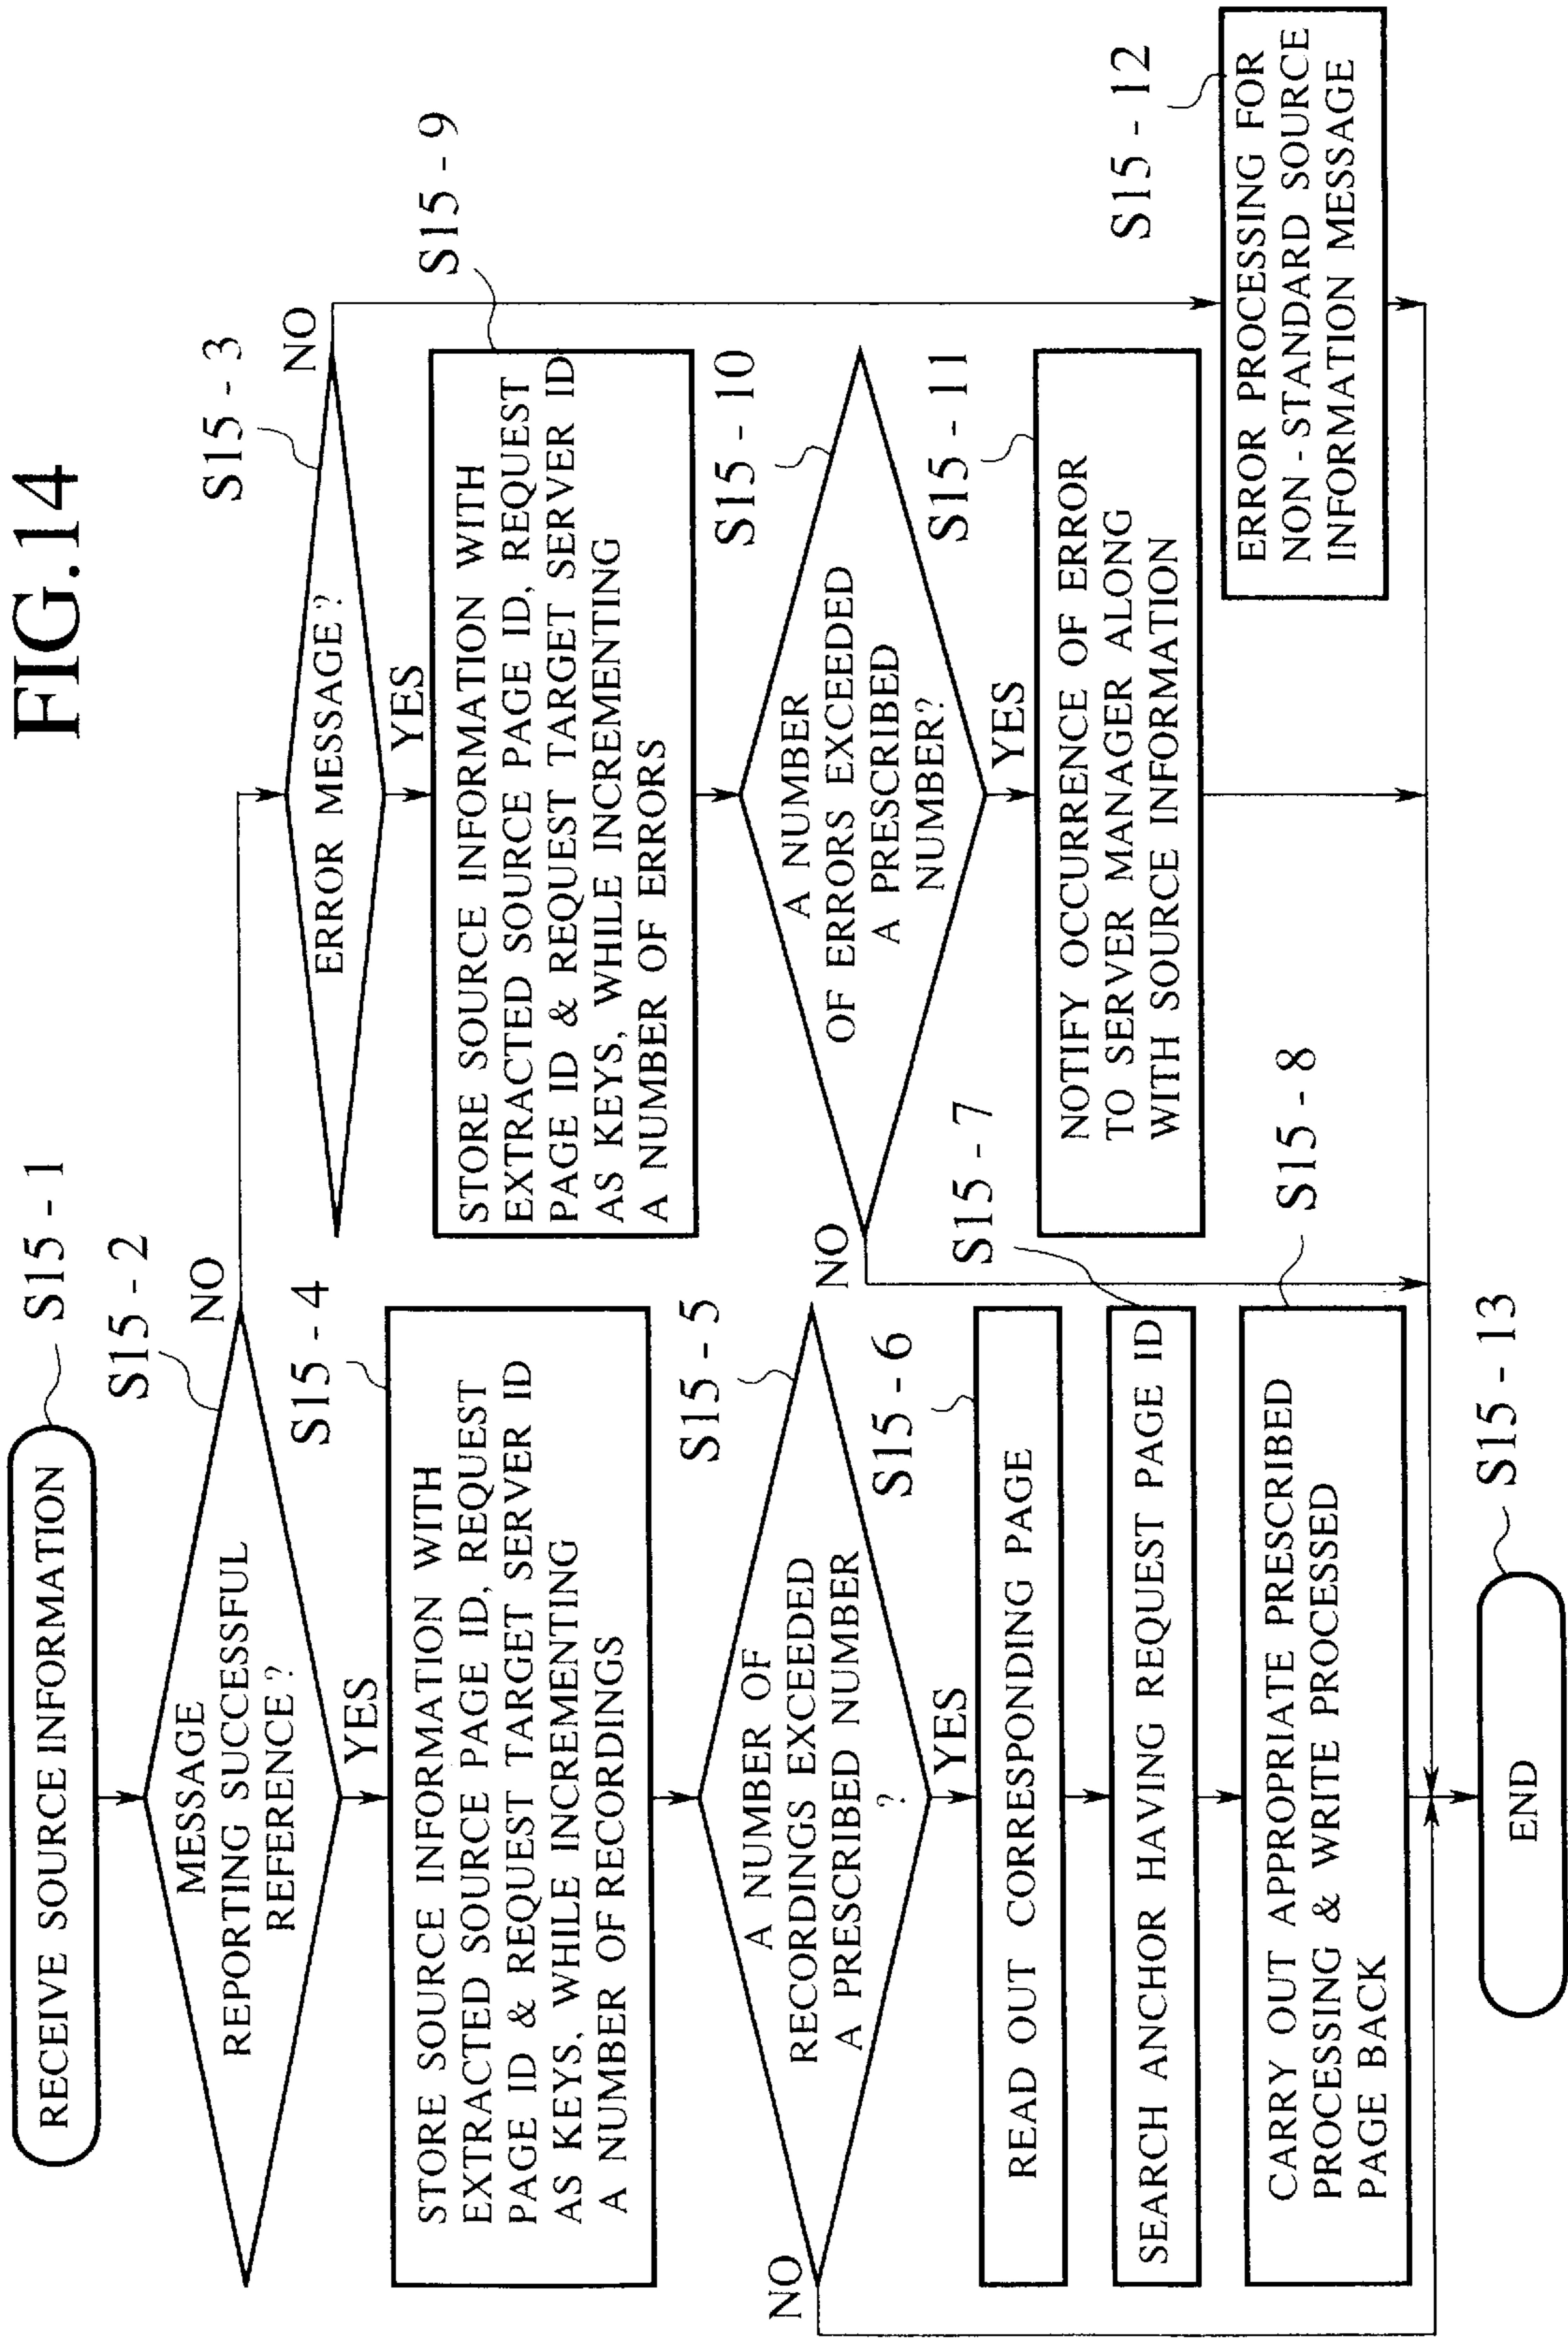 FIG.14
RECEIVE SOURCE INFORMATION
S15 - 1
MESSAGE
REPORTING SUCCESSFUL
REFERENCE ?
S15 - 2
NO
YES
ERROR MESSAGE ?
S15 - 3
NO
YES
STORE SOURCE INFORMATION WITH
EXTRACTED SOURCE PAGE ID, REQUEST
PAGE ID & REQUEST TARGET SERVER ID
AS KEYS, WHILE INCREMENTING
A NUMBER OF RECORDINGS
S15 - 4
A NUMBER OF
RECORDINGS EXCEEDED
A PRESCRIBED NUMBER
?
S15 - 5
NO
YES
READ OUT CORRESPONDING PAGE
S15 - 6
SEARCH ANCHOR HAVING REQUEST PAGE ID
S15 - 7
CARRY OUT APPROPRIATE PRESCRIBED
PROCESSING & WRITE PROCESSED
PAGE BACK
S15 - 8
STORE SOURCE INFORMATION WITH
EXTRACTED SOURCE PAGE ID, REQUEST
PAGE ID & REQUEST TARGET SERVER ID
AS KEYS, WHILE INCREMENTING
A NUMBER OF ERRORS
S15 - 9
A NUMBER
OF ERRORS EXCEEDED
A PRESCRIBED
NUMBER?
S15 - 10
NO
YES
NOTIFY OCCURRENCE OF ERROR
TO SERVER MANAGER ALONG
WITH SOURCE INFORMATION
S15 - 11
ERROR PROCESSING FOR
NON - STANDARD SOURCE
INFORMATION MESSAGE
S15 - 12
END
S15 - 13